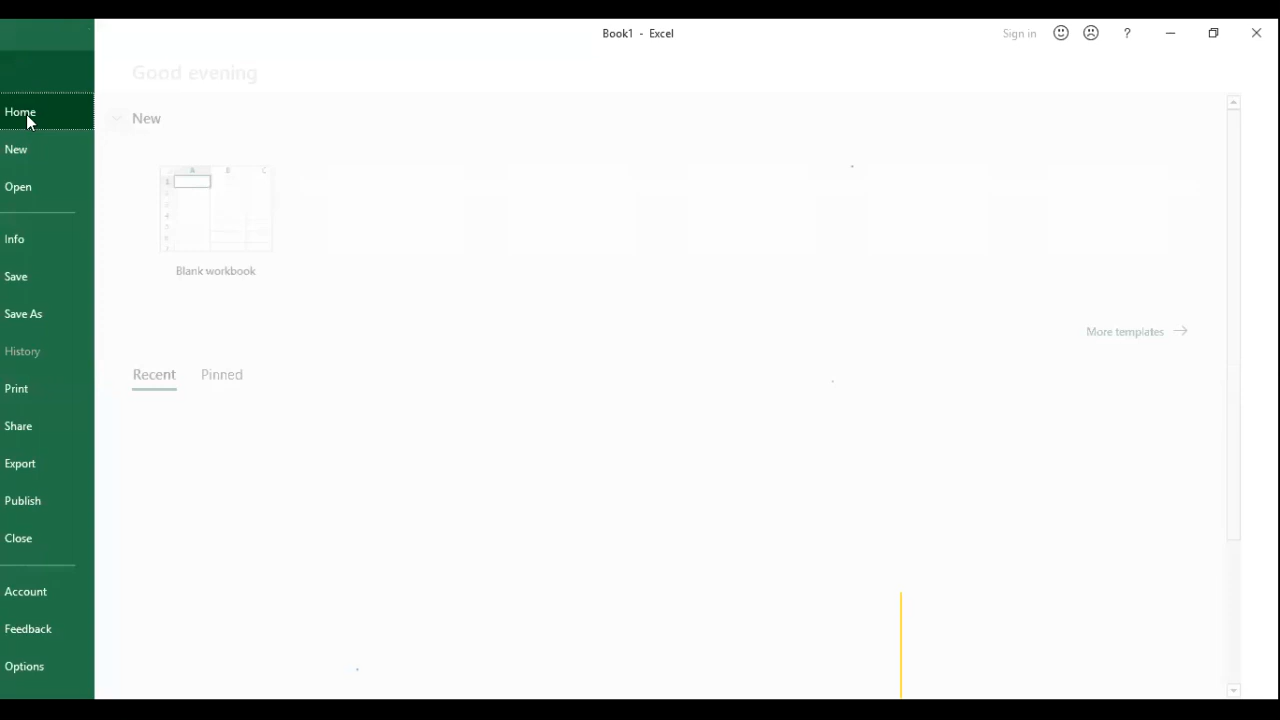 Book1 - Excel
Sign in
?
Good evening
Home
New
Open
Info
Save
Save As
History
Print
Share
Export
Publish
Close
Account
Feedback
Options
New
A B C
1
Blank workbook
More templates
Recent Pinned